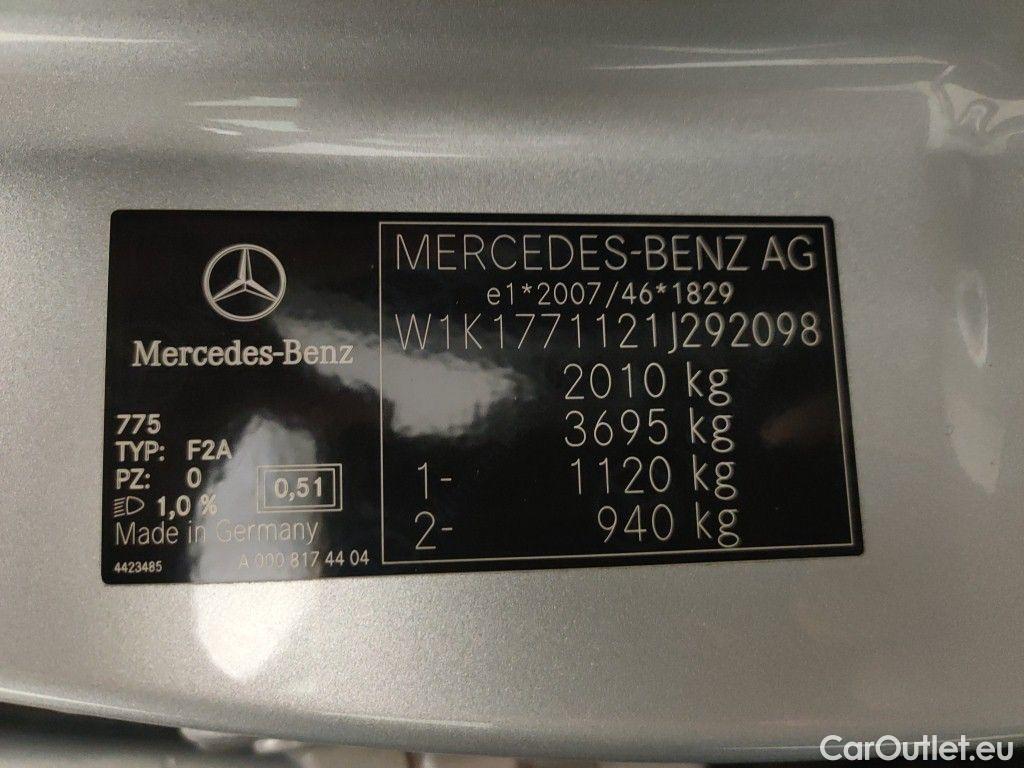 Mercedes-Benz
775
TYP: F2A
PZ: 0
1,0 %
0,51
Made in Germany
4423485
A 000 817 44 04
MERCEDES-BENZ AG
e1*2007/46*1829
W1K1771121J292098
2010 kg
3695 kg
1- 1120 kg
2- 940 kg
CarOutlet.eu